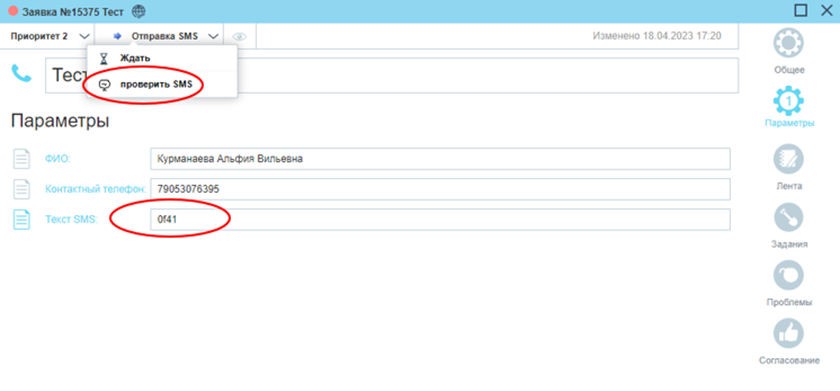 Заявка №15375 Тест
Приоритет 2
Отправка SMS
Изменено 18.04.2023 17:20
Ждать
проверить SMS
Тест
Параметры
ФИО:
Курманаева Альфия Вильевна
Контактный телефон:
79053076395
Текст SMS:
0f41
Общее
1
Параметры
Лента
Задания
Проблемы
Согласование